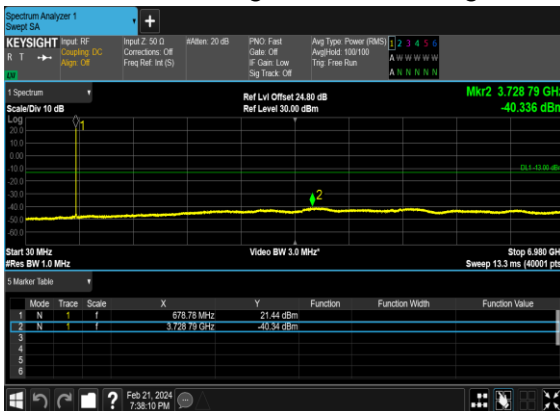 Spectrum Analyzer 1
Swept SA
+
KEYSIGHT Input: RF Input Z: 50 Ω #Atten: 20 dB PNO: Fast Avg Type: Power (RMS) 1 2 3 4 5 6
R T Coupling: DC Corrections: Off Gate: Off Avg|Hold: 100/100 A W W W W W
Align: Off Freq Ref: Int (S) IF Gain: Low Trig: Free Run
Sig Track: Off A N N N N N
LV
1 Spectrum Ref Lvl Offset 24.80 dB Mkr2 3.728 79 GHz
Scale/Div 10 dB Ref Level 30.00 dBm -40.336 dBm
Log
20.0
10.0
0.00
-10.0
-20.0
-30.0
-40.0
-50.0
-60.0
1
2
DL1 -13.00 dBm
Start 30 MHz Video BW 3.0 MHz* Stop 6.980 GH
#Res BW 1.0 MHz Sweep 13.3 ms (40001 pts
5 Marker Table
Mode Trace Scale X Y Function Function Width Function Value
1 N 1 f 678.78 MHz 21.44 dBm
2 N 1 f 3.728 79 GHz -40.34 dBm
3
4
5
6
? Feb 21, 2024
7:38:10 PM